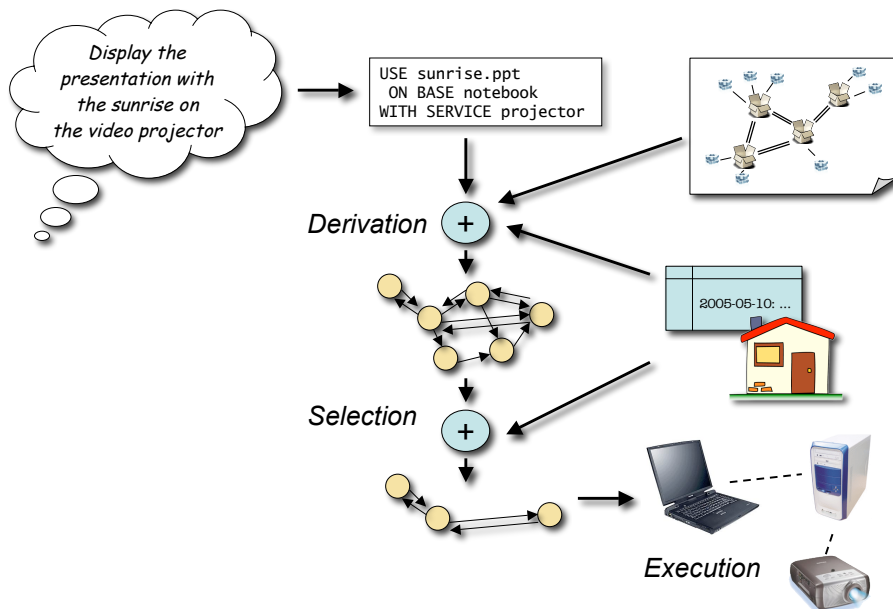 Display the
presentation with
the sunrise on
the video projector
USE sunrise.ppt
ON BASE notebook
WITH SERVICE projector
Derivation
+
2005-05-10: ...
Selection
+
Execution